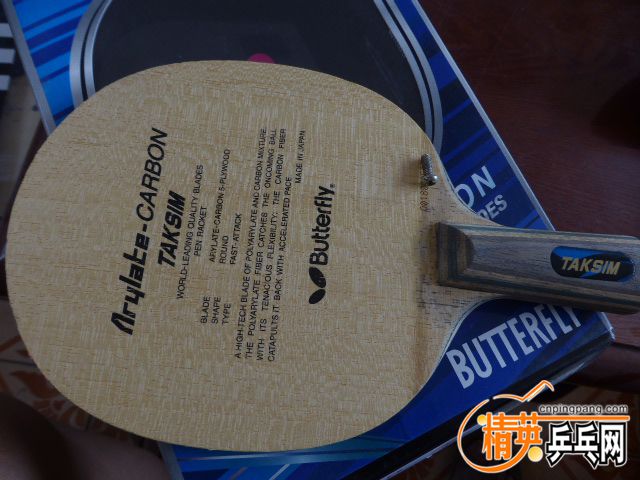 Arylate-CARBON
TAKSIM
WORLD-LEADING QUALITY BLADES
PEN RACKET
BLADE ARYLATE-CARBON 5-PLYWOOD
SHAPE ROUND
TYPE FAST-ATTACK
A HIGH-TECH BLADE OF POLYARYLATE AND CARBON MIXTURE.
THE POLYARYLATE FIBER CATCHES THE ONCOMING BALL
WITH ITS TENACIOUS FLEXIBILITY; THE CARBON FIBER
CATAPULTS IT BACK WITH ACCELERATED PACE
MADE IN JAPAN
Butterfly
TAKSIM
BUTTERFLY
cnpingpang.com
精英乒乓网